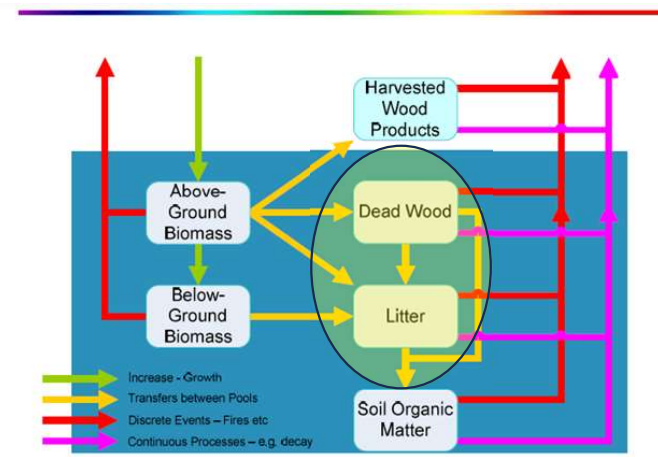 Harvested
Wood
Products
Above-
Ground
Biomass
Dead Wood
Below-
Ground
Biomass
Litter
Soil Organic
Matter
Increase - Growth
Transfers between Pools
Discrete Events – Fires etc
Continuous Processes – e.g. decay